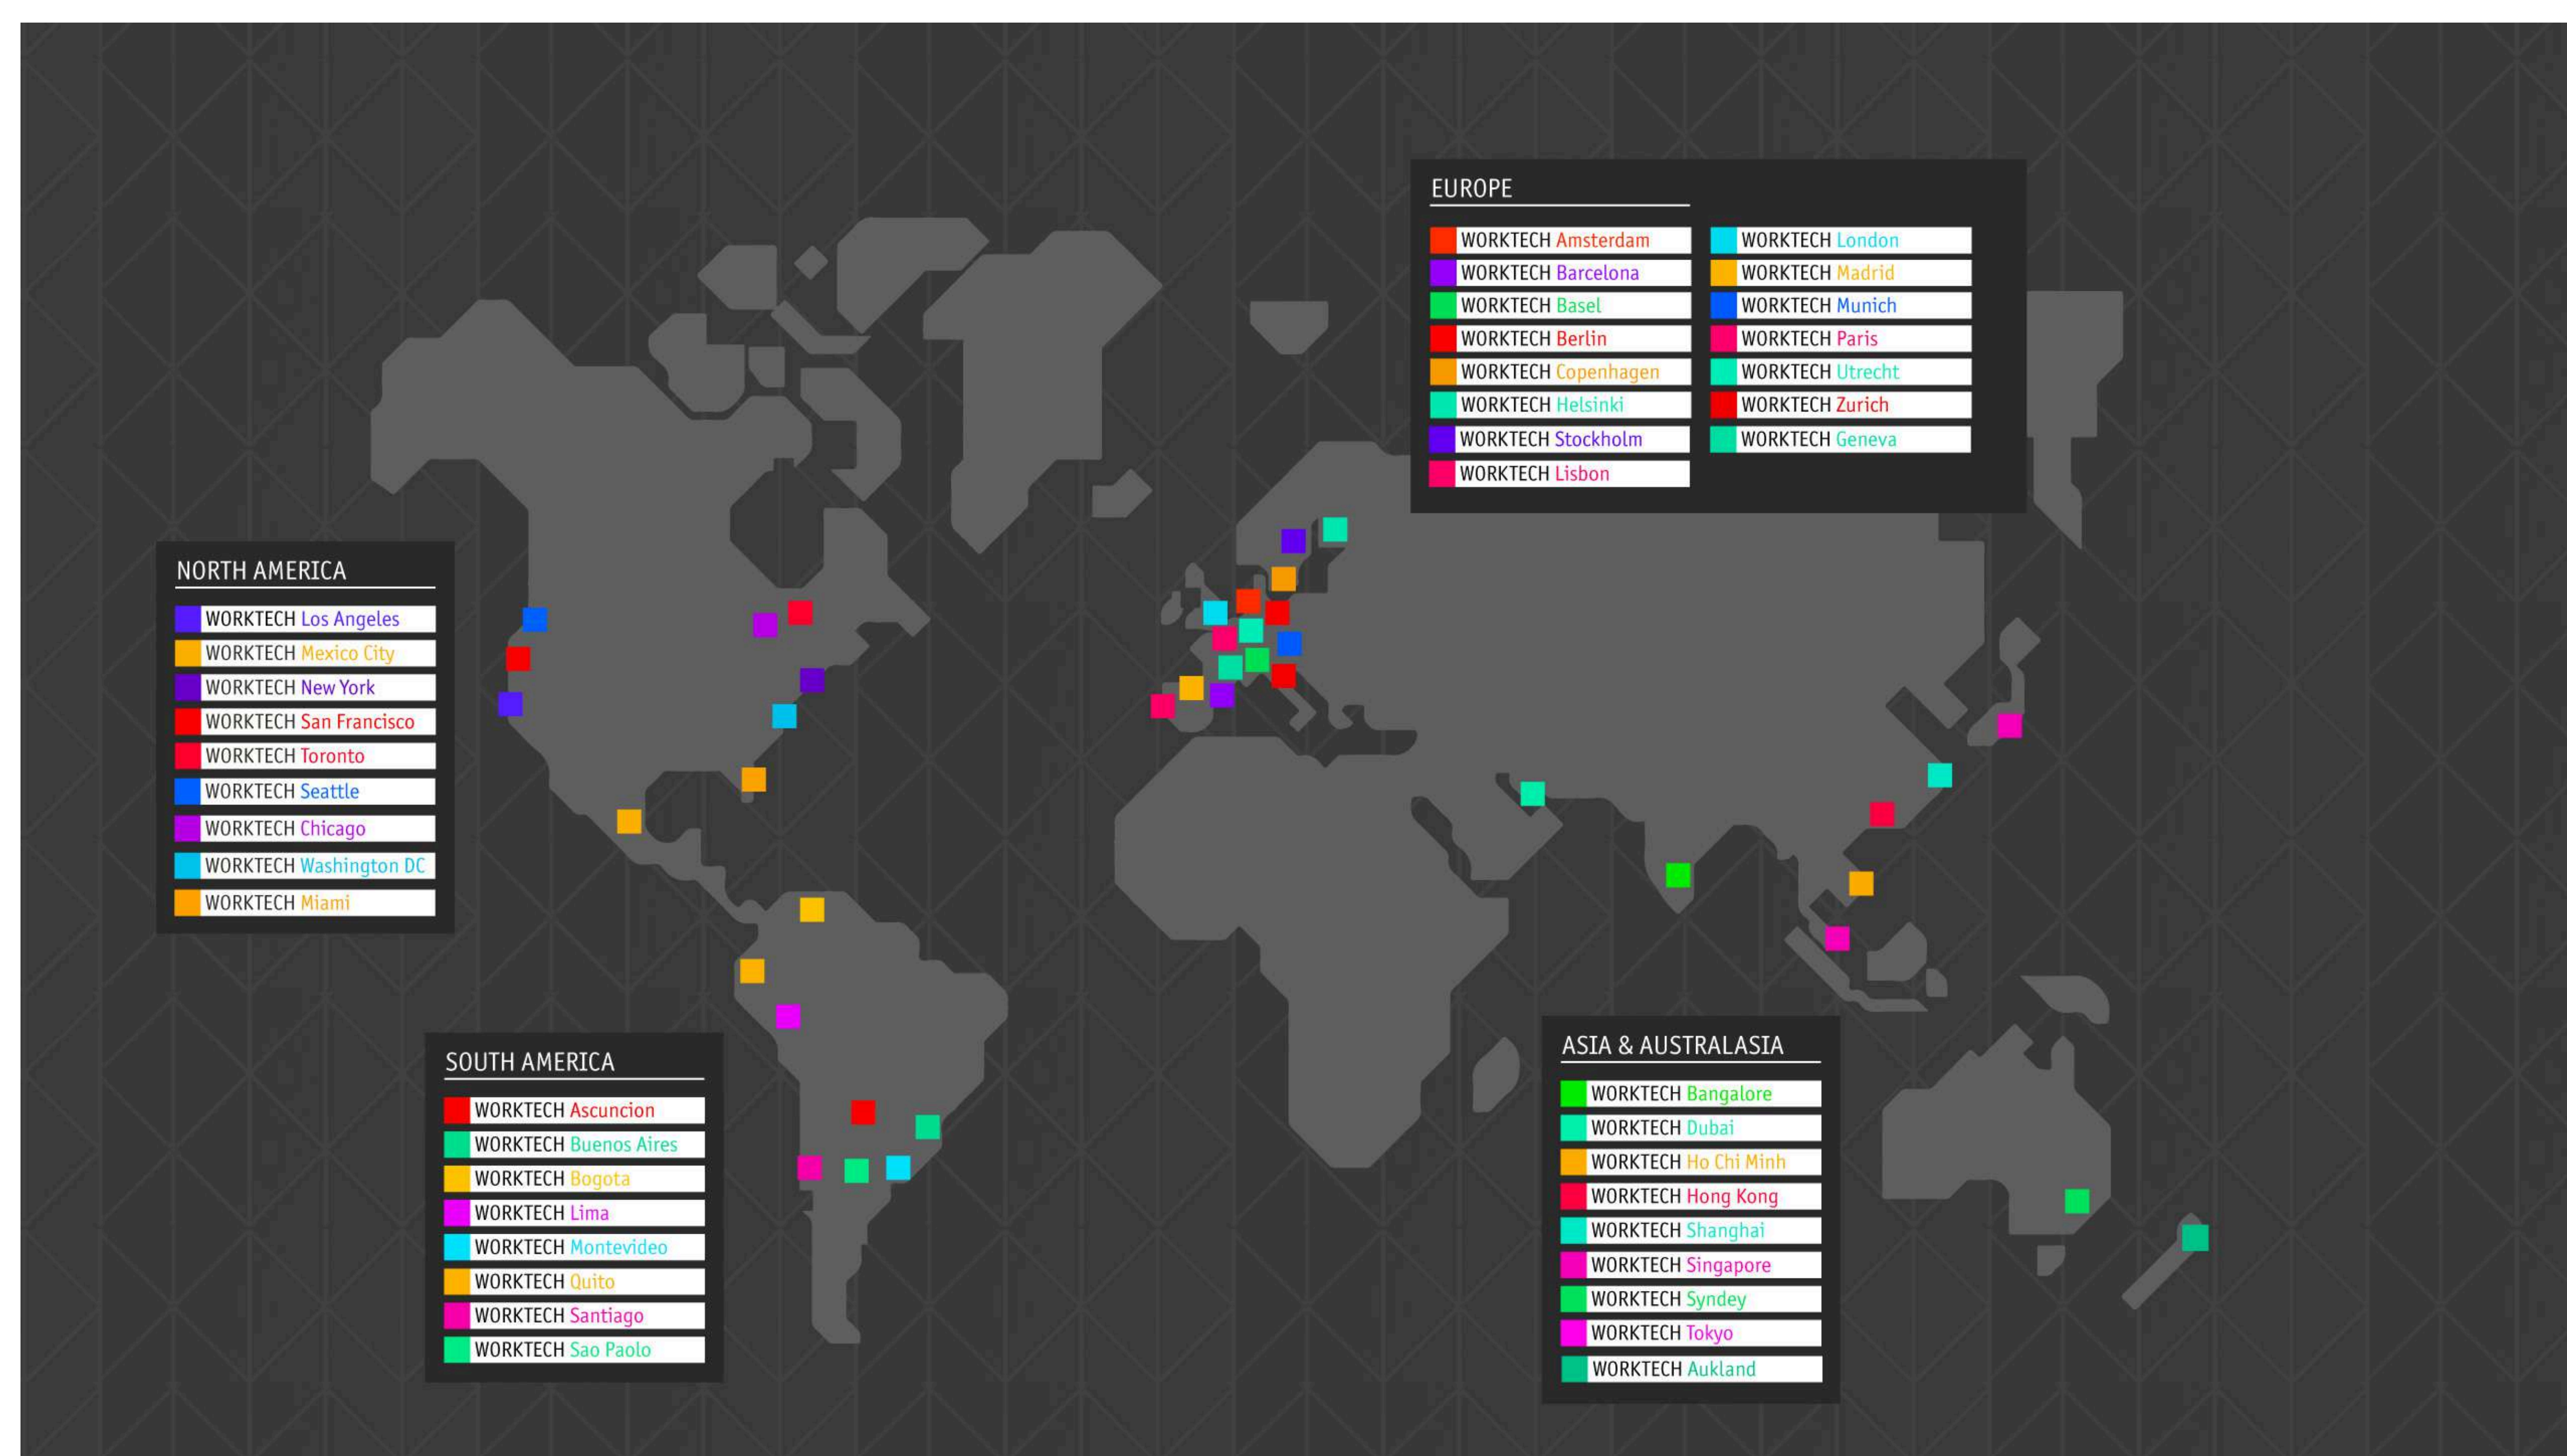 EUROPE
WORKTECH Amsterdam
WORKTECH Barcelona
WORKTECH Basel
WORKTECH Berlin
WORKTECH Copenhagen
WORKTECH Helsinki
WORKTECH Stockholm
WORKTECH Lisbon
WORKTECH London
WORKTECH Madrid
WORKTECH Munich
WORKTECH Paris
WORKTECH Utrecht
WORKTECH Zurich
WORKTECH Geneva
NORTH AMERICA
WORKTECH Los Angeles
WORKTECH Mexico City
WORKTECH New York
WORKTECH San Francisco
WORKTECH Toronto
WORKTECH Seattle
WORKTECH Chicago
WORKTECH Washington DC
WORKTECH Miami
SOUTH AMERICA
WORKTECH Ascuncion
WORKTECH Buenos Aires
WORKTECH Bogota
WORKTECH Lima
WORKTECH Montevideo
WORKTECH Quito
WORKTECH Santiago
WORKTECH Sao Paolo
ASIA & AUSTRALASIA
WORKTECH Bangalore
WORKTECH Dubai
WORKTECH Ho Chi Minh
WORKTECH Hong Kong
WORKTECH Shanghai
WORKTECH Singapore
WORKTECH Syndey
WORKTECH Tokyo
WORKTECH Aukland